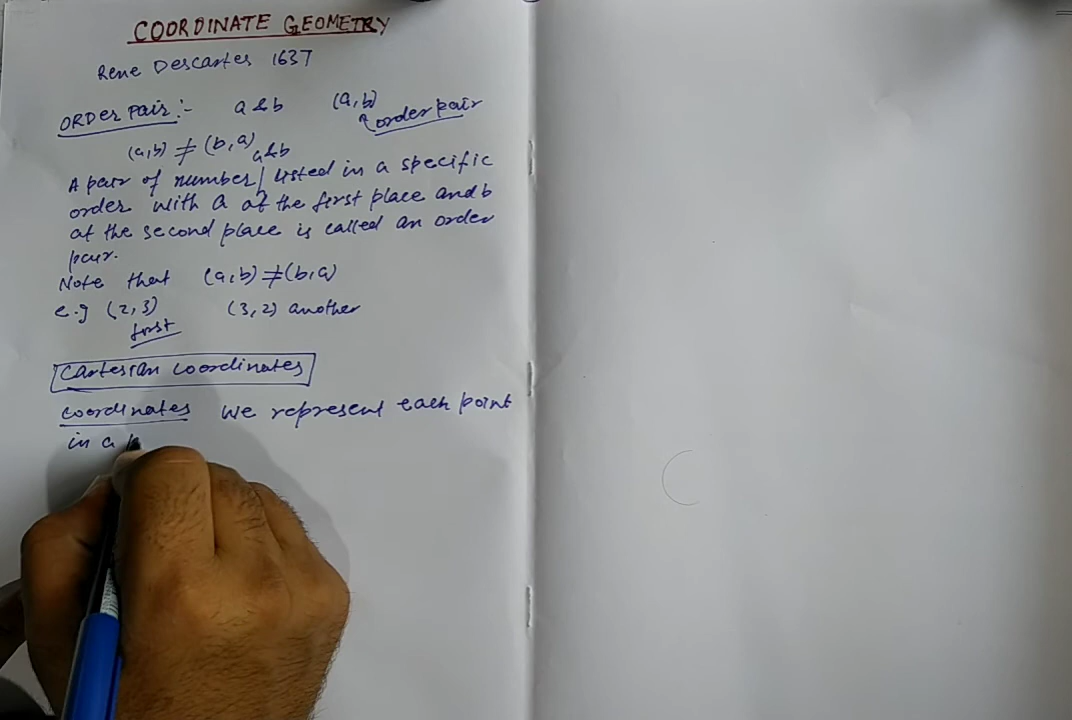 COORDINATE GEOMETRY
Rene Descartes 1637
ORDER PAIR :- a & b (a,b)
order pair
(a,b) ≠ (b,a)
a & b
A pair of number / listed in a specific
order with a at the first place and b
at the second place is called an order
pair.
Note that (a,b) ≠ (b,a)
e.g (2,3) (3,2) another
first
Cartesian coordinates
coordinates We represent each point
in a